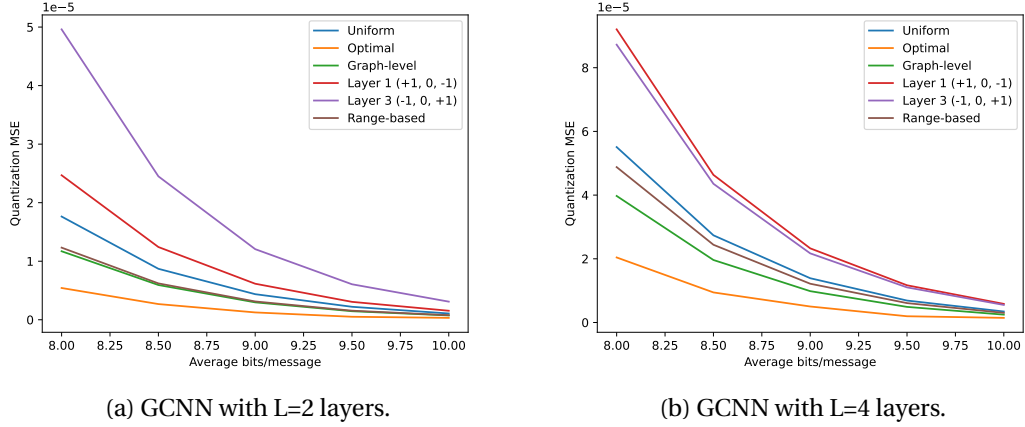 1e−5
Uniform
Optimal
Graph-level
Layer 1 (+1, 0, -1)
Layer 3 (-1, 0, +1)
Range-based
Quantization MSE
5
4
3
2
1
0
8.00 8.25 8.50 8.75 9.00 9.25 9.50 9.75 10.00
Average bits/message
(a) GCNN with L=2 layers.
1e−5
Uniform
Optimal
Graph-level
Layer 1 (+1, 0, -1)
Layer 3 (-1, 0, +1)
Range-based
Quantization MSE
8
6
4
2
0
8.00 8.25 8.50 8.75 9.00 9.25 9.50 9.75 10.00
Average bits/message
(b) GCNN with L=4 layers.